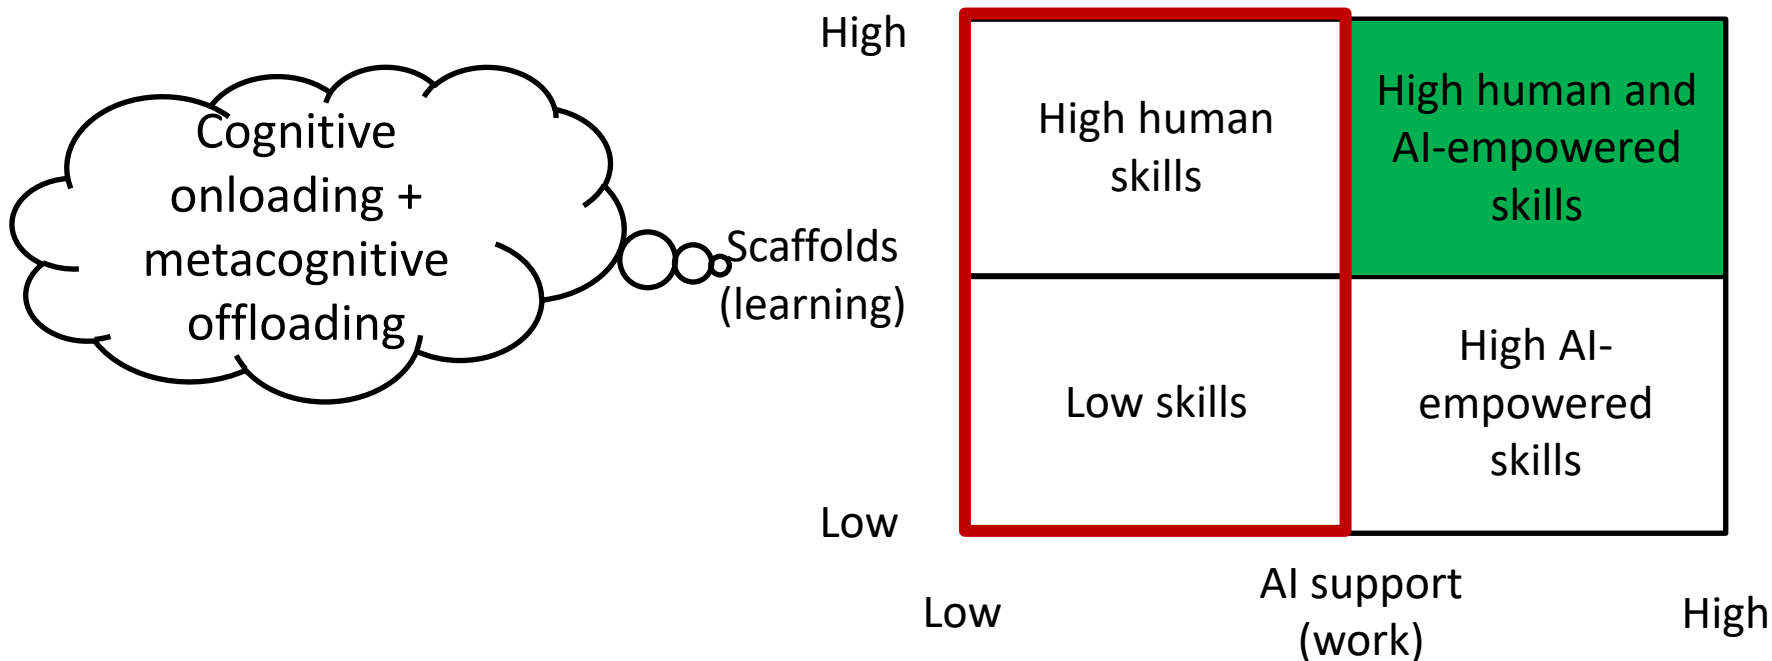 Cognitive
onloading +
metacognitive
offloading
Scaffolds
(learning)
High
Low
High human
skills
High human and
AI-empowered
skills
Low skills
High AI-
empowered
skills
Low
AI support
(work)
High